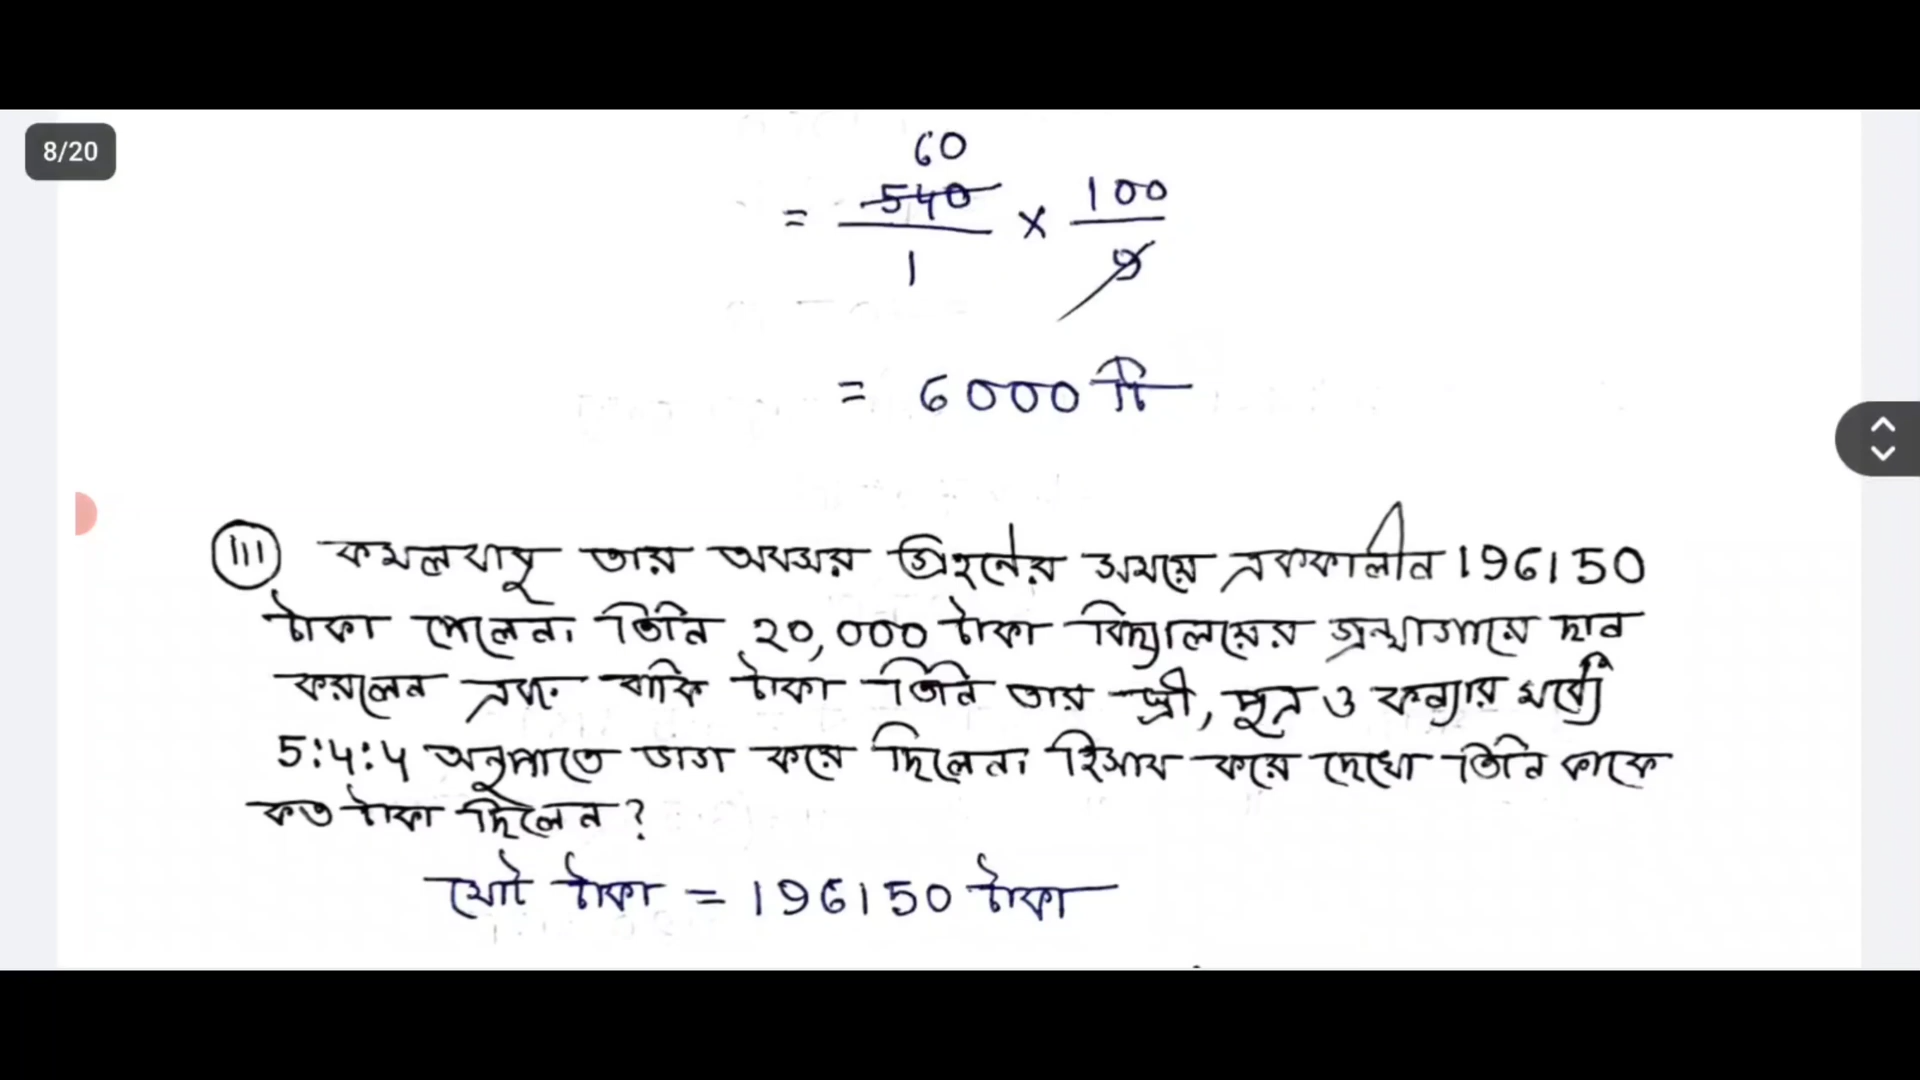 8/20
60
= 540/1 × 100/9
= 6000 টি
(iii) কমলবাবু তার অবসর গ্রহনের সময়ে এককালীন 196150
টাকা পেলেন। তিনি 20,000 টাকা বিদ্যালয়ের গ্রন্থাগারে দান
করলেন এবং বাকি টাকা তিনি তার স্ত্রী, পুত্র ও কন্যার মধ্যে
5:4:4 অনুপাতে ভাগ করে দিলেন। হিসাব করে দেখো তিনি কাকে
কত টাকা দিলেন?
মোট টাকা = 196150 টাকা